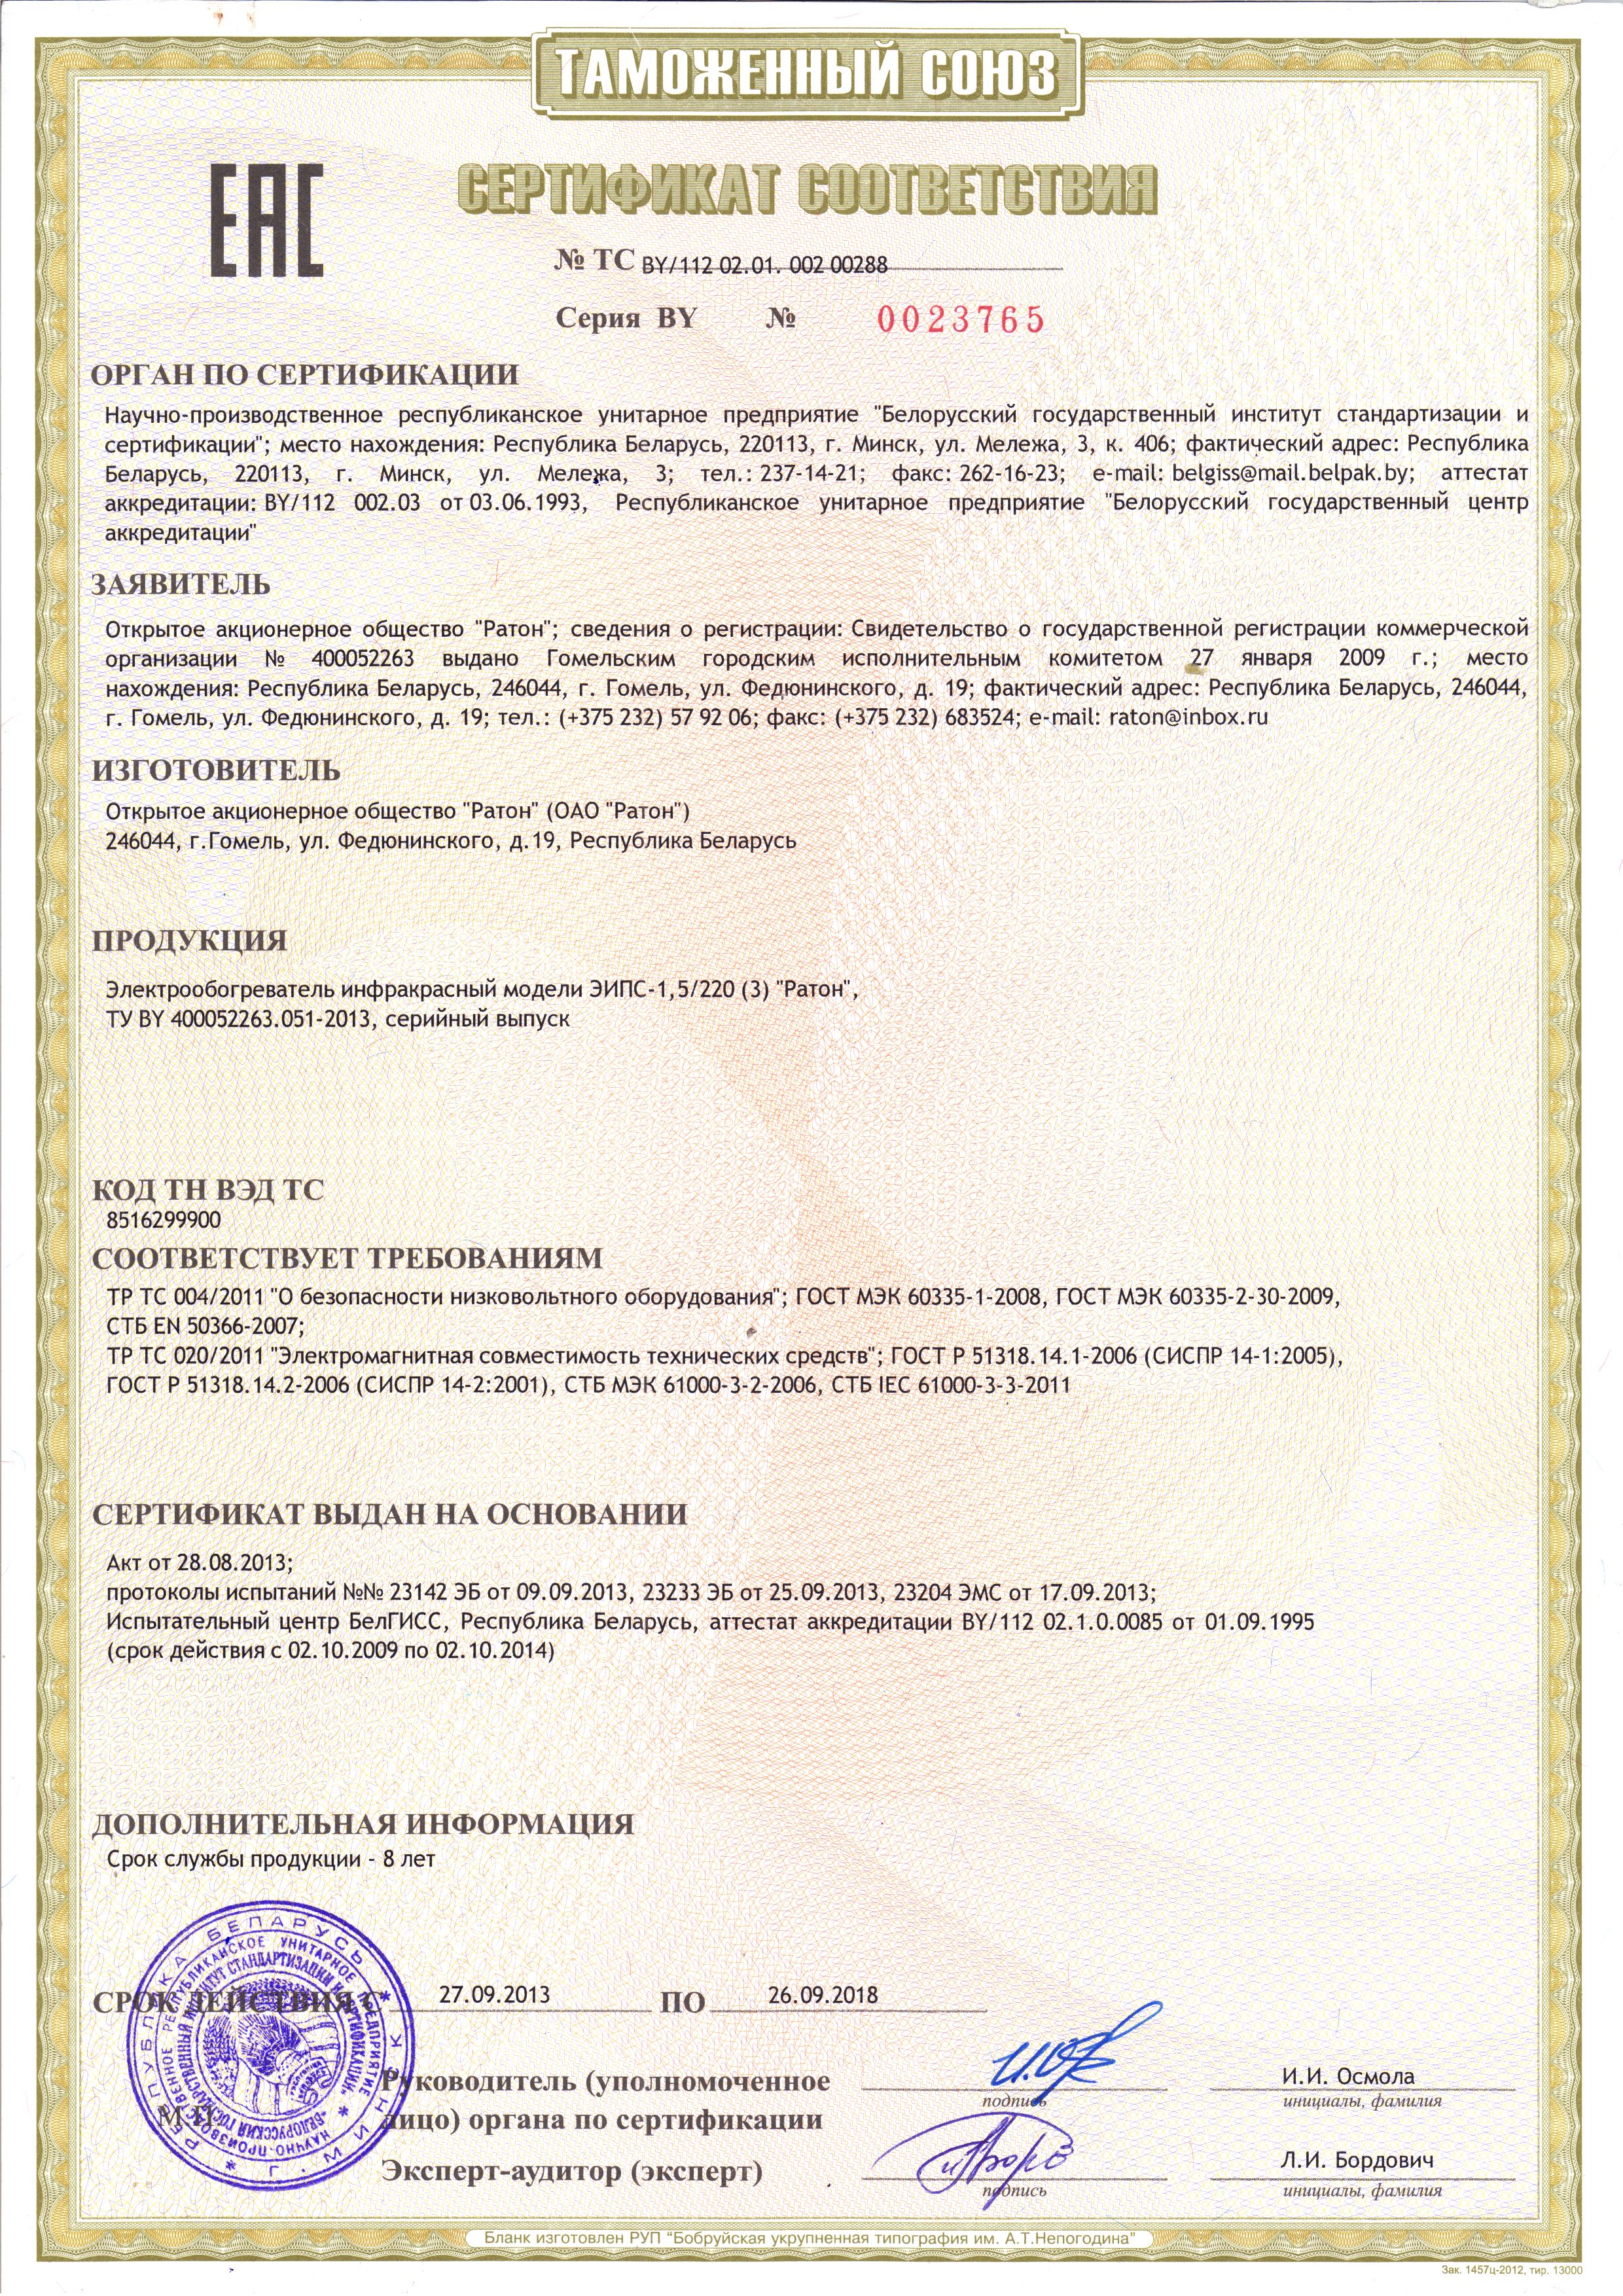 ТАМОЖЕННЫЙ СОЮЗ
ЕАС
СЕРТИФИКАТ СООТВЕТСТВИЯ
№ ТС BY/112 02.01. 002 00288
Серия BY № 0023765
ОРГАН ПО СЕРТИФИКАЦИИ
Научно-производственное республиканское унитарное предприятие "Белорусский государственный институт стандартизации и
сертификации"; место нахождения: Республика Беларусь, 220113, г. Минск, ул. Мележа, 3, к. 406; фактический адрес: Республика
Беларусь, 220113, г. Минск, ул. Мележа, 3; тел.: 237-14-21; факс: 262-16-23; e-mail: belgiss@mail.belpak.by; аттестат
аккредитации: BY/112 002.03 от 03.06.1993, Республиканское унитарное предприятие "Белорусский государственный центр
аккредитации"
ЗАЯВИТЕЛЬ
Открытое акционерное общество "Ратон"; сведения о регистрации: Свидетельство о государственной регистрации коммерческой
организации № 400052263 выдано Гомельским городским исполнительным комитетом 27 января 2009 г.; место
нахождения: Республика Беларусь, 246044, г. Гомель, ул. Федюнинского, д. 19; фактический адрес: Республика Беларусь, 246044,
г. Гомель, ул. Федюнинского, д. 19; тел.: (+375 232) 57 92 06; факс: (+375 232) 683524; e-mail: raton@inbox.ru
ИЗГОТОВИТЕЛЬ
Открытое акционерное общество "Ратон" (ОАО "Ратон")
246044, г.Гомель, ул. Федюнинского, д.19, Республика Беларусь
ПРОДУКЦИЯ
Электрообогреватель инфракрасный модели ЭИПС-1,5/220 (3) "Ратон",
ТУ BY 400052263.051-2013, серийный выпуск
КОД ТН ВЭД ТС
8516299900
СООТВЕТСТВУЕТ ТРЕБОВАНИЯМ
ТР ТС 004/2011 "О безопасности низковольтного оборудования"; ГОСТ МЭК 60335-1-2008, ГОСТ МЭК 60335-2-30-2009,
СТБ EN 50366-2007;
ТР ТС 020/2011 "Электромагнитная совместимость технических средств"; ГОСТ Р 51318.14.1-2006 (СИСПР 14-1:2005),
ГОСТ Р 51318.14.2-2006 (СИСПР 14-2:2001), СТБ МЭК 61000-3-2-2006, СТБ IEC 61000-3-3-2011
СЕРТИФИКАТ ВЫДАН НА ОСНОВАНИИ
Акт от 28.08.2013;
протоколы испытаний №№ 23142 ЭБ от 09.09.2013, 23233 ЭБ от 25.09.2013, 23204 ЭМС от 17.09.2013;
Испытательный центр БелГИСС, Республика Беларусь, аттестат аккредитации BY/112 02.1.0.0085 от 01.09.1995
(срок действия с 02.10.2009 по 02.10.2014)
ДОПОЛНИТЕЛЬНАЯ ИНФОРМАЦИЯ
Срок службы продукции - 8 лет
СРОК ДЕЙСТВИЯ С 27.09.2013 ПО 26.09.2018
РЕСПУБЛИКА БЕЛАРУСЬ * МИНСК
НАУЧНО-ПРОИЗВОДСТВЕННОЕ РЕСПУБЛИКАНСКОЕ УНИТАРНОЕ ПРЕДПРИЯТИЕ
"БЕЛОРУССКИЙ ГОСУДАРСТВЕННЫЙ ИНСТИТУТ СТАНДАРТИЗАЦИИ И СЕРТИФИКАЦИИ"
М.П.
Руководитель (уполномоченное
лицо) органа по сертификации
подпись
И.И. Осмола
инициалы, фамилия
Эксперт-аудитор (эксперт)
подпись
Л.И. Бордович
инициалы, фамилия
Бланк изготовлен РУП "Бобруйская укрупненная типография им. А.Т.Непогодина"
Зак. 1457ц-2012, тир. 13000